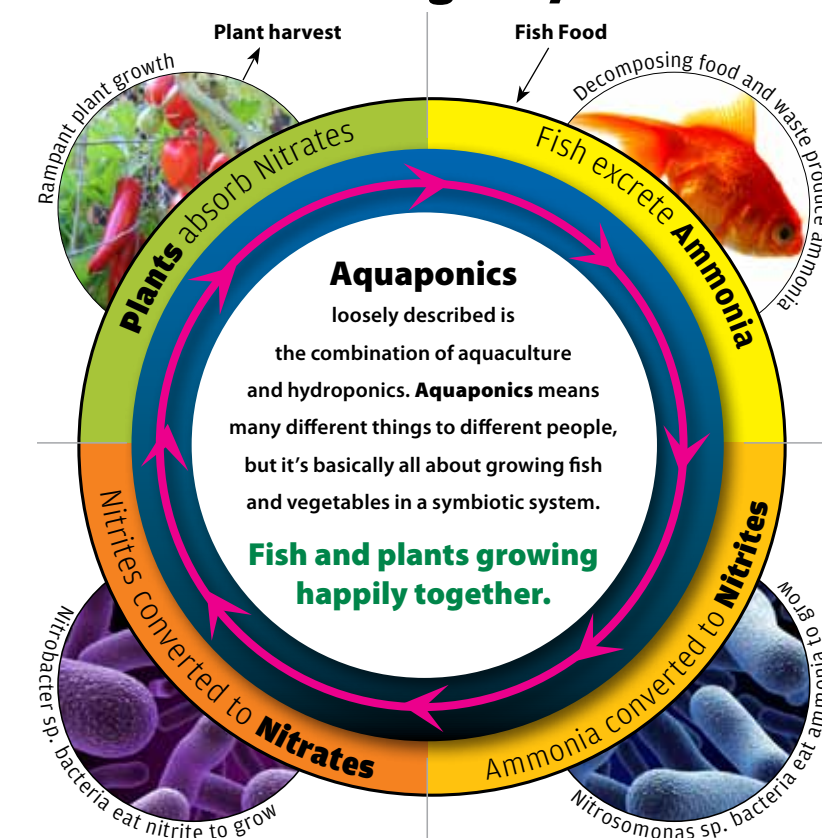 Plant harvest
Fish Food
Rampant plant growth
Decomposing food and waste produce ammonia
Plants absorb Nitrates
Fish excrete Ammonia
Aquaponics
loosely described is
the combination of aquaculture
and hydroponics. Aquaponics means
many different things to different people,
but it's basically all about growing fish
and vegetables in a symbiotic system.
Fish and plants growing
happily together.
Nitrites converted to Nitrates
Ammonia converted to Nitrites
Nitrobacter sp. bacteria eat nitrite to grow
Nitrosomonas sp. bacteria eat ammonia to grow